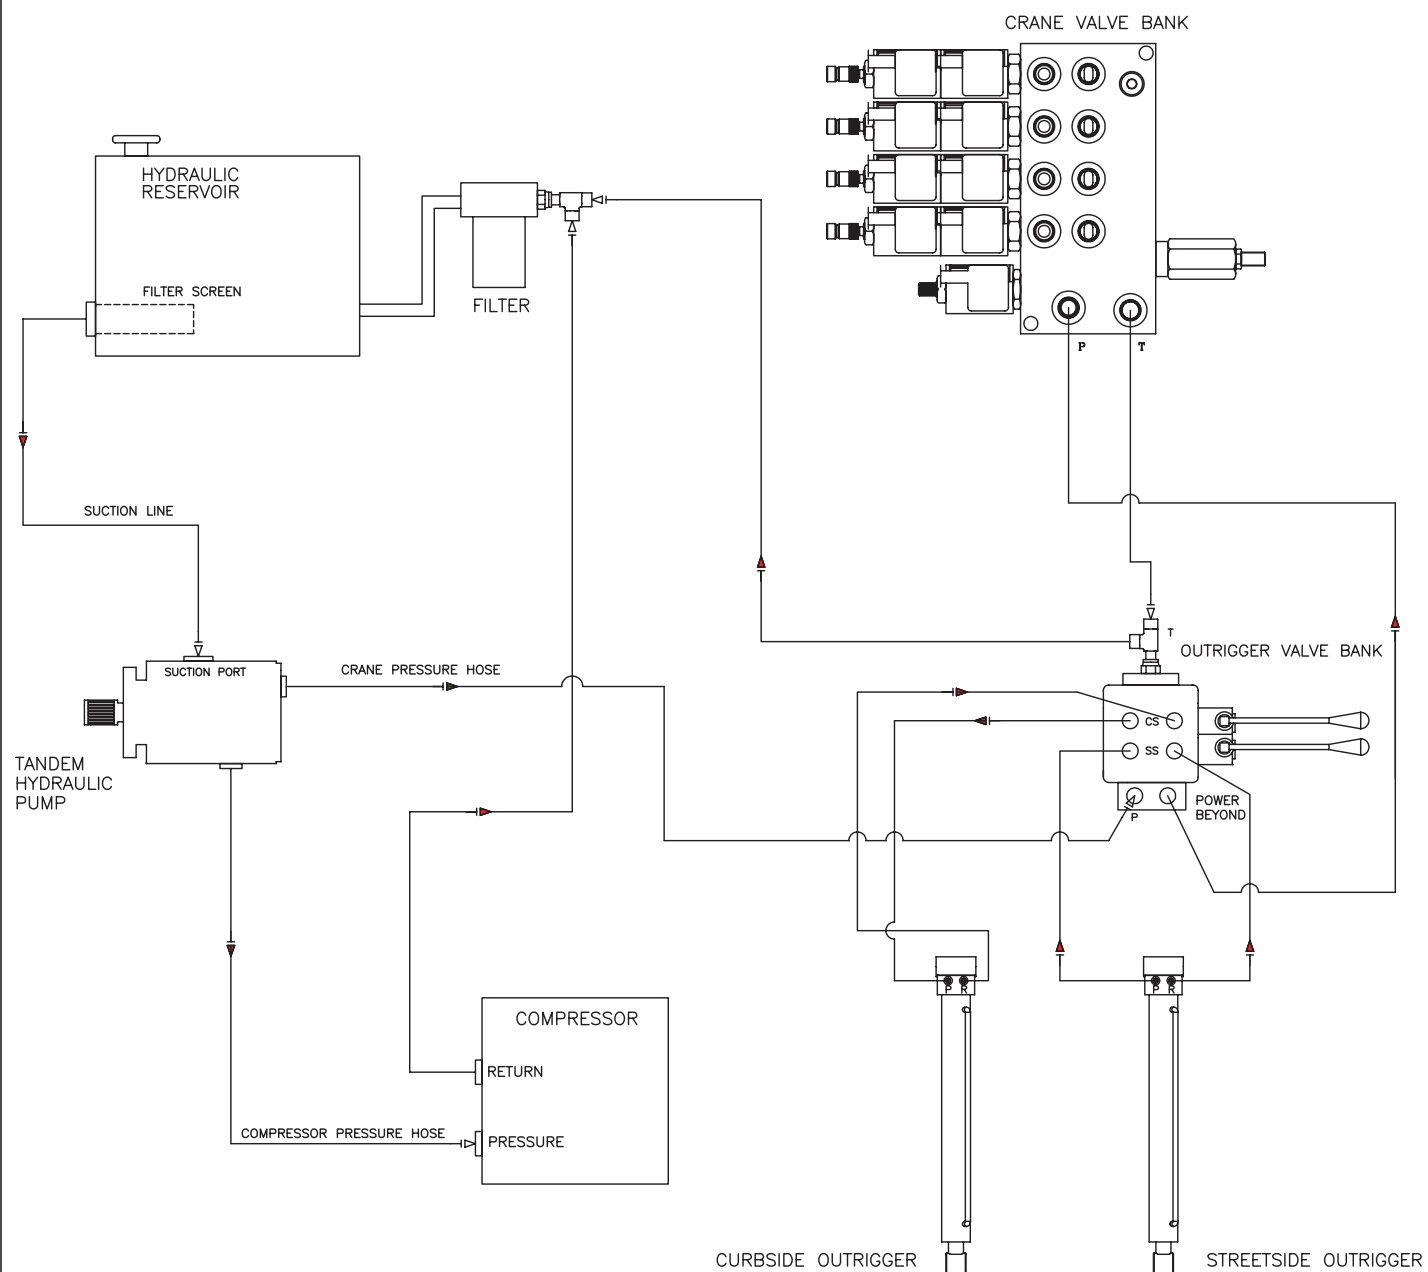 CRANE VALVE BANK
HYDRAULIC
RESERVOIR
FILTER SCREEN
FILTER
P
T
SUCTION LINE
T
OUTRIGGER VALVE BANK
SUCTION PORT
CRANE PRESSURE HOSE
CS
SS
TANDEM
HYDRAULIC
PUMP
POWER
BEYOND
P
P R
P R
COMPRESSOR
RETURN
COMPRESSOR PRESSURE HOSE
PRESSURE
CURBSIDE OUTRIGGER
STREETSIDE OUTRIGGER